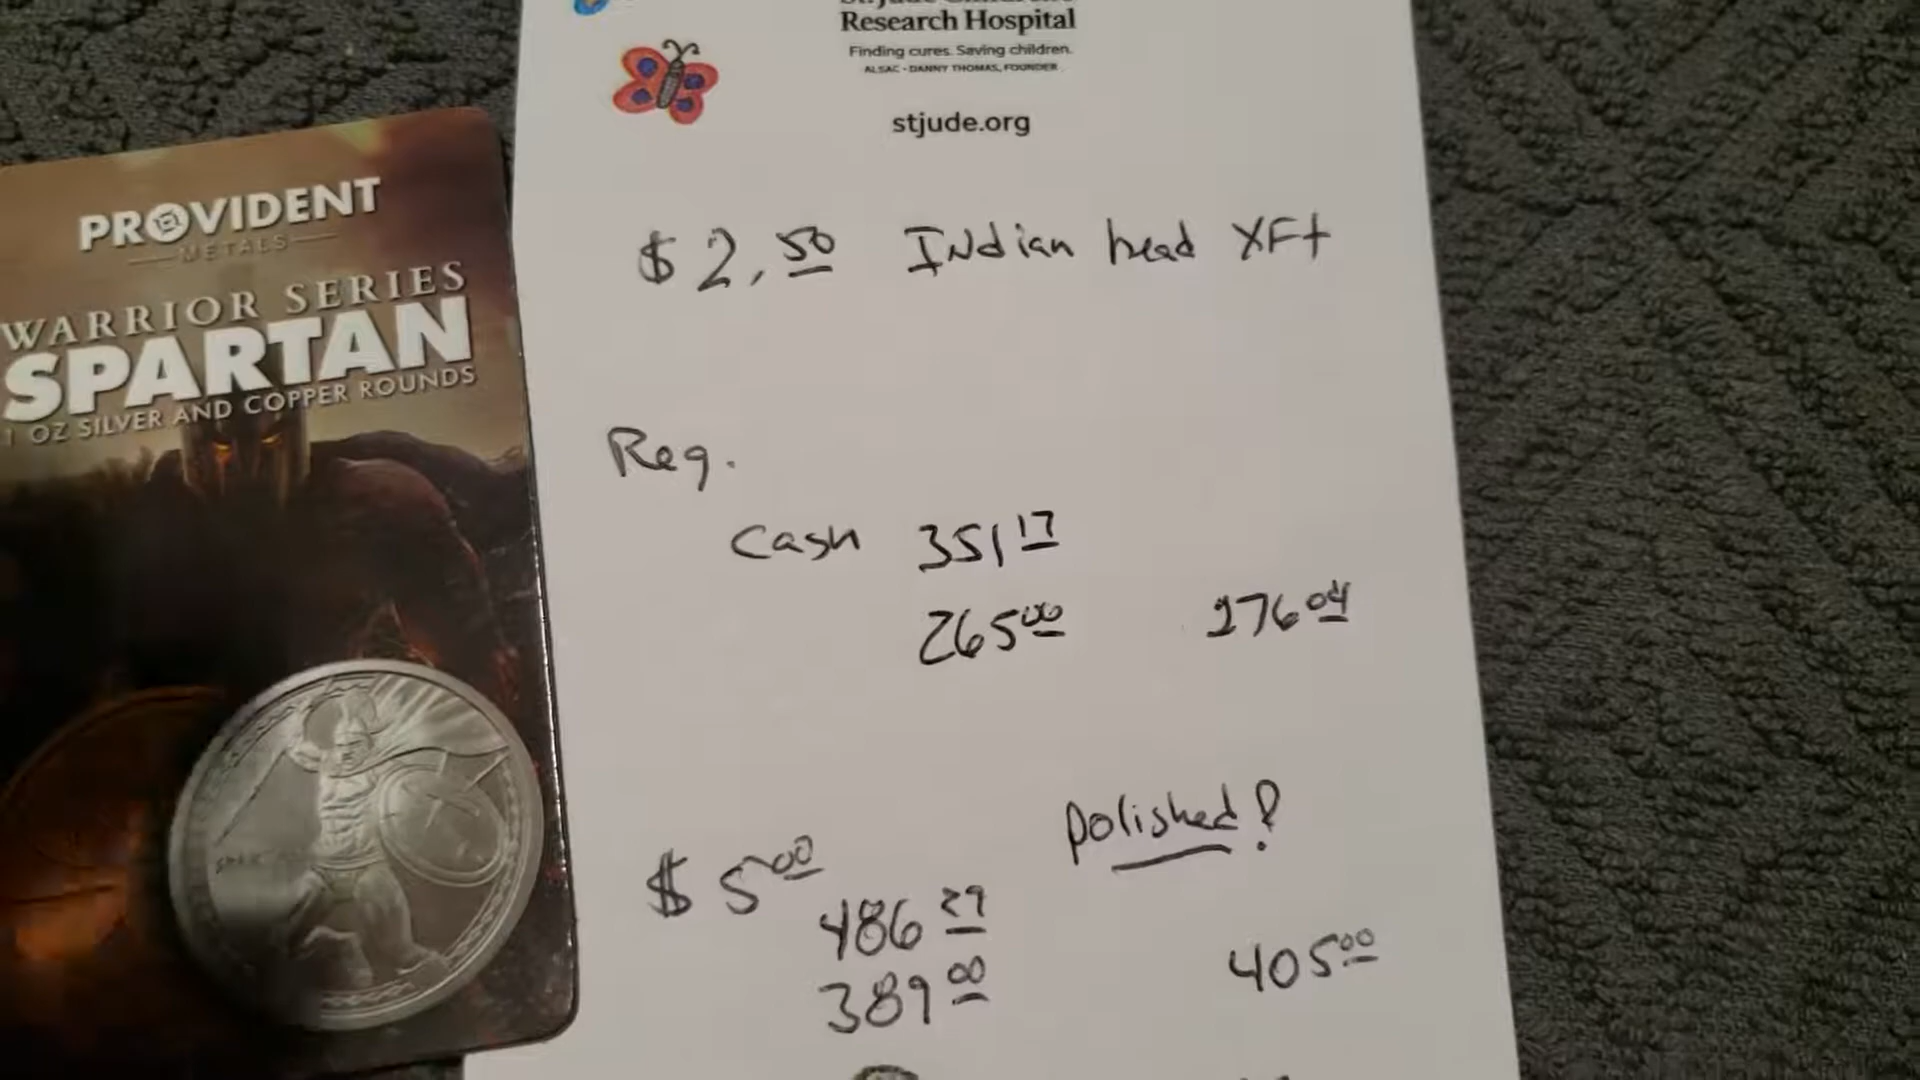 PROVIDENT
METALS
WARRIOR SERIES
SPARTAN
1 OZ SILVER AND COPPER ROUNDS
Research Hospital
Finding cures. Saving children.
ALSAC - DANNY THOMAS, FOUNDER
stjude.org
$ 2,50 Indian head XF+
Reg.
Cash 351 17
265 00 276 04
polished?
$ 5 00
486 29
389 00 405 00